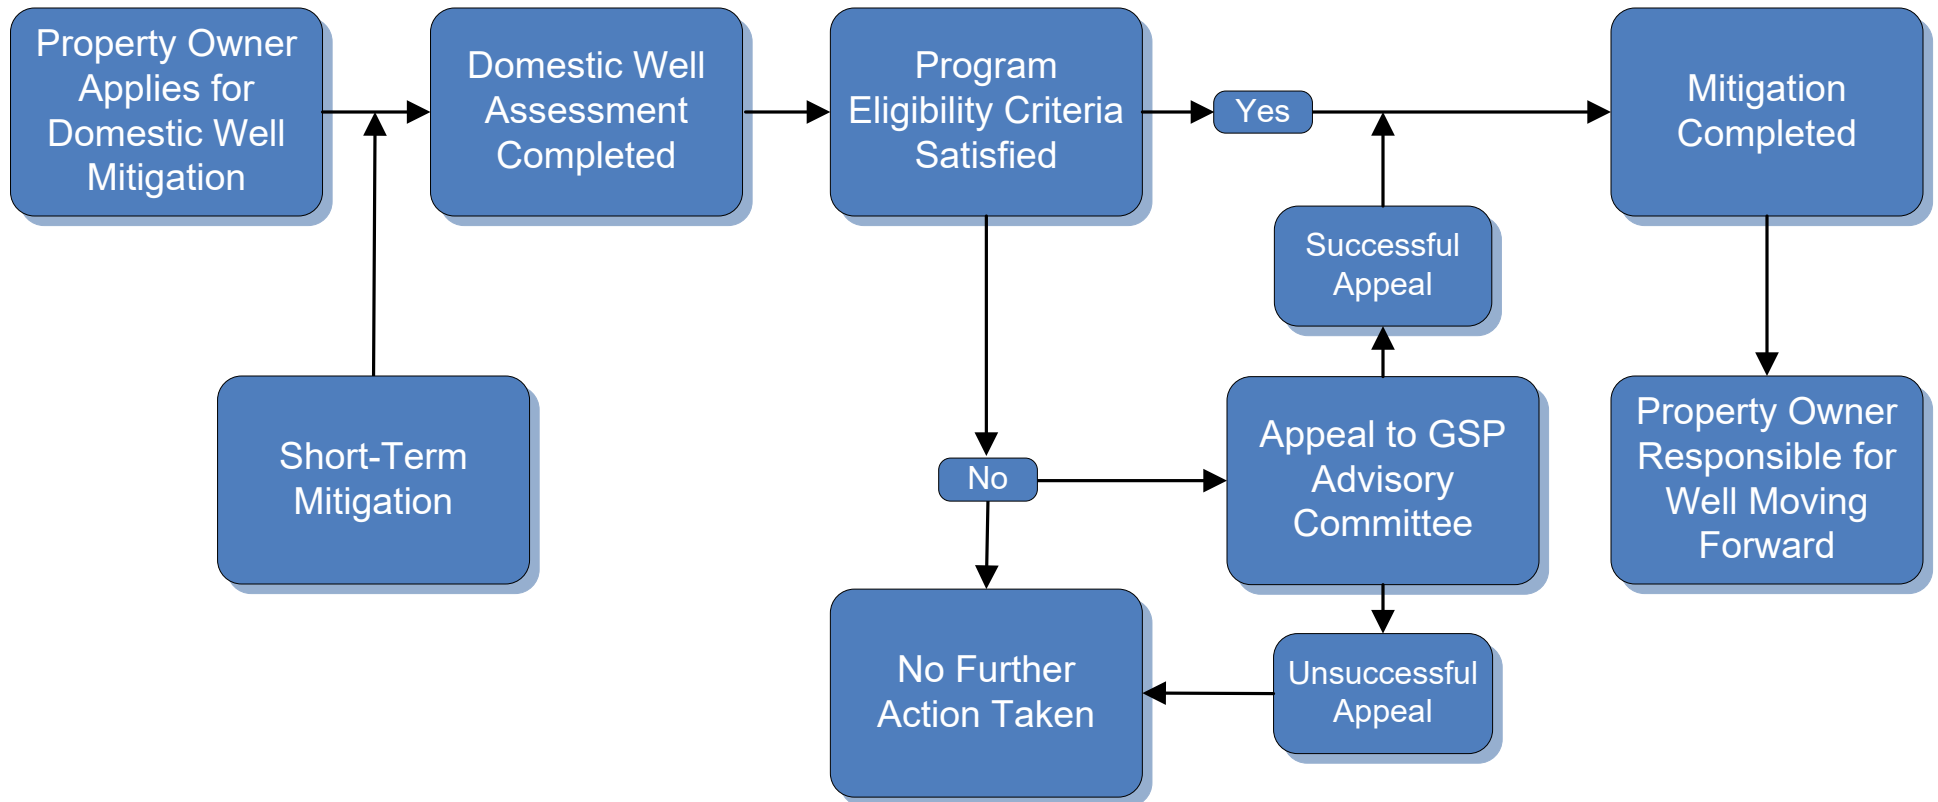 Property Owner
Applies for
Domestic Well
Mitigation
Domestic Well
Assessment
Completed
Program
Eligibility Criteria
Satisfied
Yes
Mitigation
Completed
Successful
Appeal
Short-Term
Mitigation
No
Appeal to GSP
Advisory
Committee
Property Owner
Responsible for
Well Moving
Forward
No Further
Action Taken
Unsuccessful
Appeal